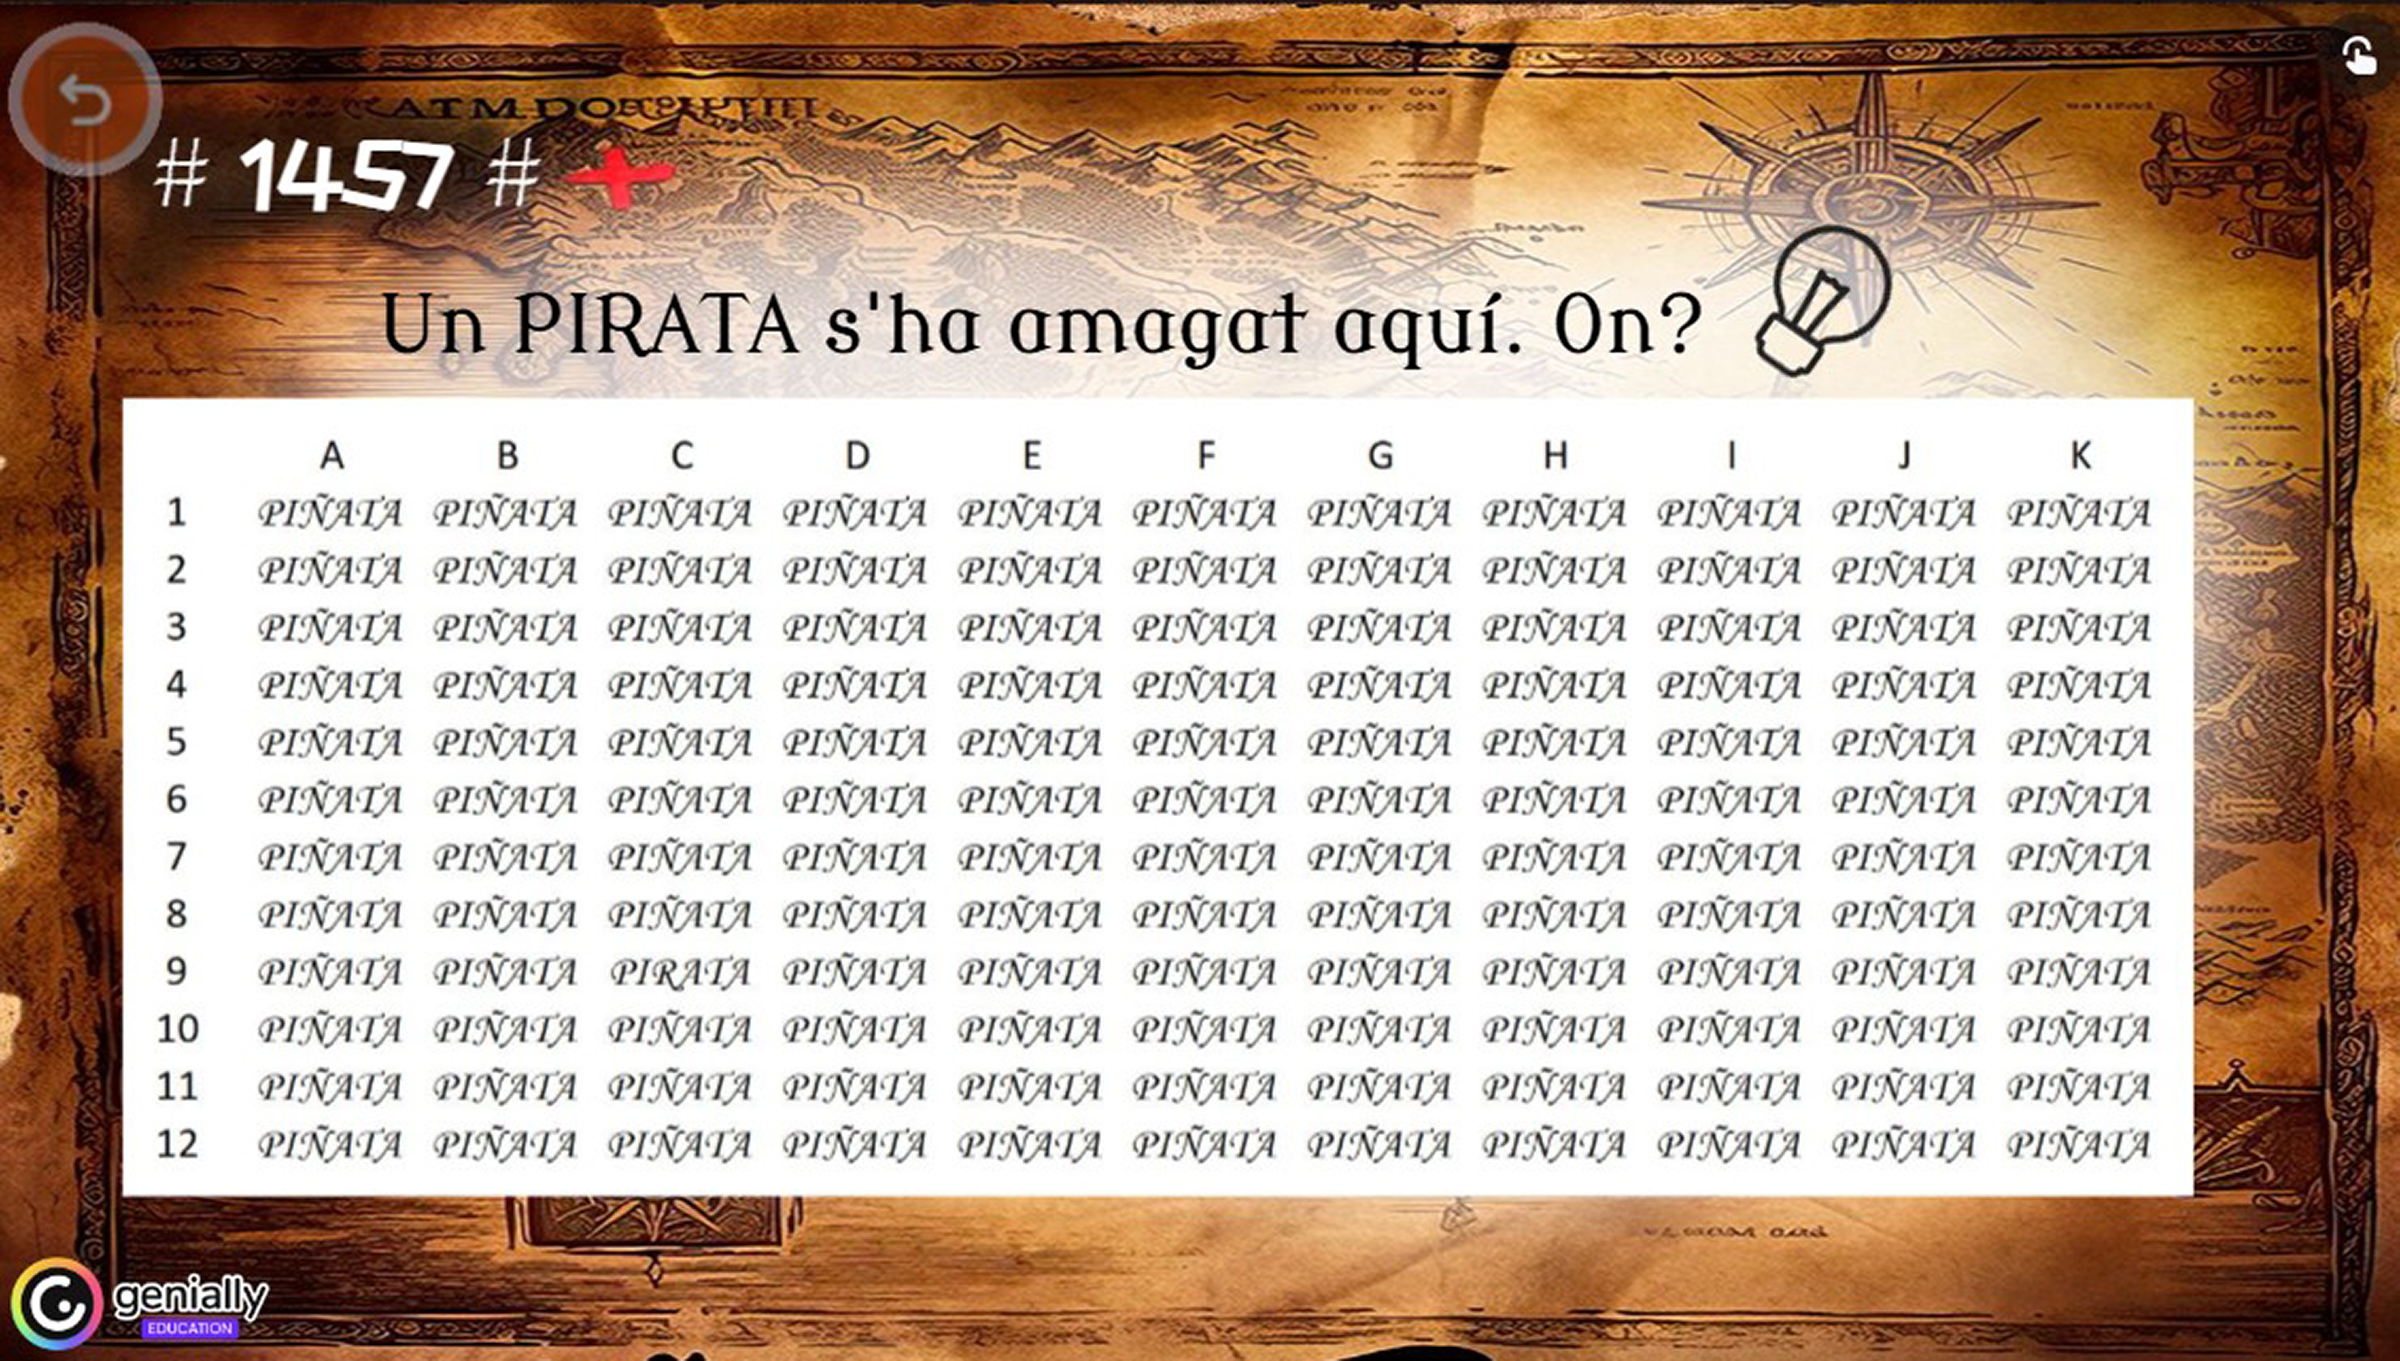 # 1457 #
Un PIRATA s'ha amagat aquí. On?
A B C D E F G H I J K
1 PIÑATA PIÑATA PIÑATA PIÑATA PIÑATA PIÑATA PIÑATA PIÑATA PIÑATA PIÑATA PIÑATA
2 PIÑATA PIÑATA PIÑATA PIÑATA PIÑATA PIÑATA PIÑATA PIÑATA PIÑATA PIÑATA PIÑATA
3 PIÑATA PIÑATA PIÑATA PIÑATA PIÑATA PIÑATA PIÑATA PIÑATA PIÑATA PIÑATA PIÑATA
4 PIÑATA PIÑATA PIÑATA PIÑATA PIÑATA PIÑATA PIÑATA PIÑATA PIÑATA PIÑATA PIÑATA
5 PIÑATA PIÑATA PIÑATA PIÑATA PIÑATA PIÑATA PIÑATA PIÑATA PIÑATA PIÑATA PIÑATA
6 PIÑATA PIÑATA PIÑATA PIÑATA PIÑATA PIÑATA PIÑATA PIÑATA PIÑATA PIÑATA PIÑATA
7 PIÑATA PIÑATA PIÑATA PIÑATA PIÑATA PIÑATA PIÑATA PIÑATA PIÑATA PIÑATA PIÑATA
8 PIÑATA PIÑATA PIÑATA PIÑATA PIÑATA PIÑATA PIÑATA PIÑATA PIÑATA PIÑATA PIÑATA
9 PIÑATA PIÑATA PIRATA PIÑATA PIÑATA PIÑATA PIÑATA PIÑATA PIÑATA PIÑATA PIÑATA
10 PIÑATA PIÑATA PIÑATA PIÑATA PIÑATA PIÑATA PIÑATA PIÑATA PIÑATA PIÑATA PIÑATA
11 PIÑATA PIÑATA PIÑATA PIÑATA PIÑATA PIÑATA PIÑATA PIÑATA PIÑATA PIÑATA PIÑATA
12 PIÑATA PIÑATA PIÑATA PIÑATA PIÑATA PIÑATA PIÑATA PIÑATA PIÑATA PIÑATA PIÑATA
genially
EDUCATION